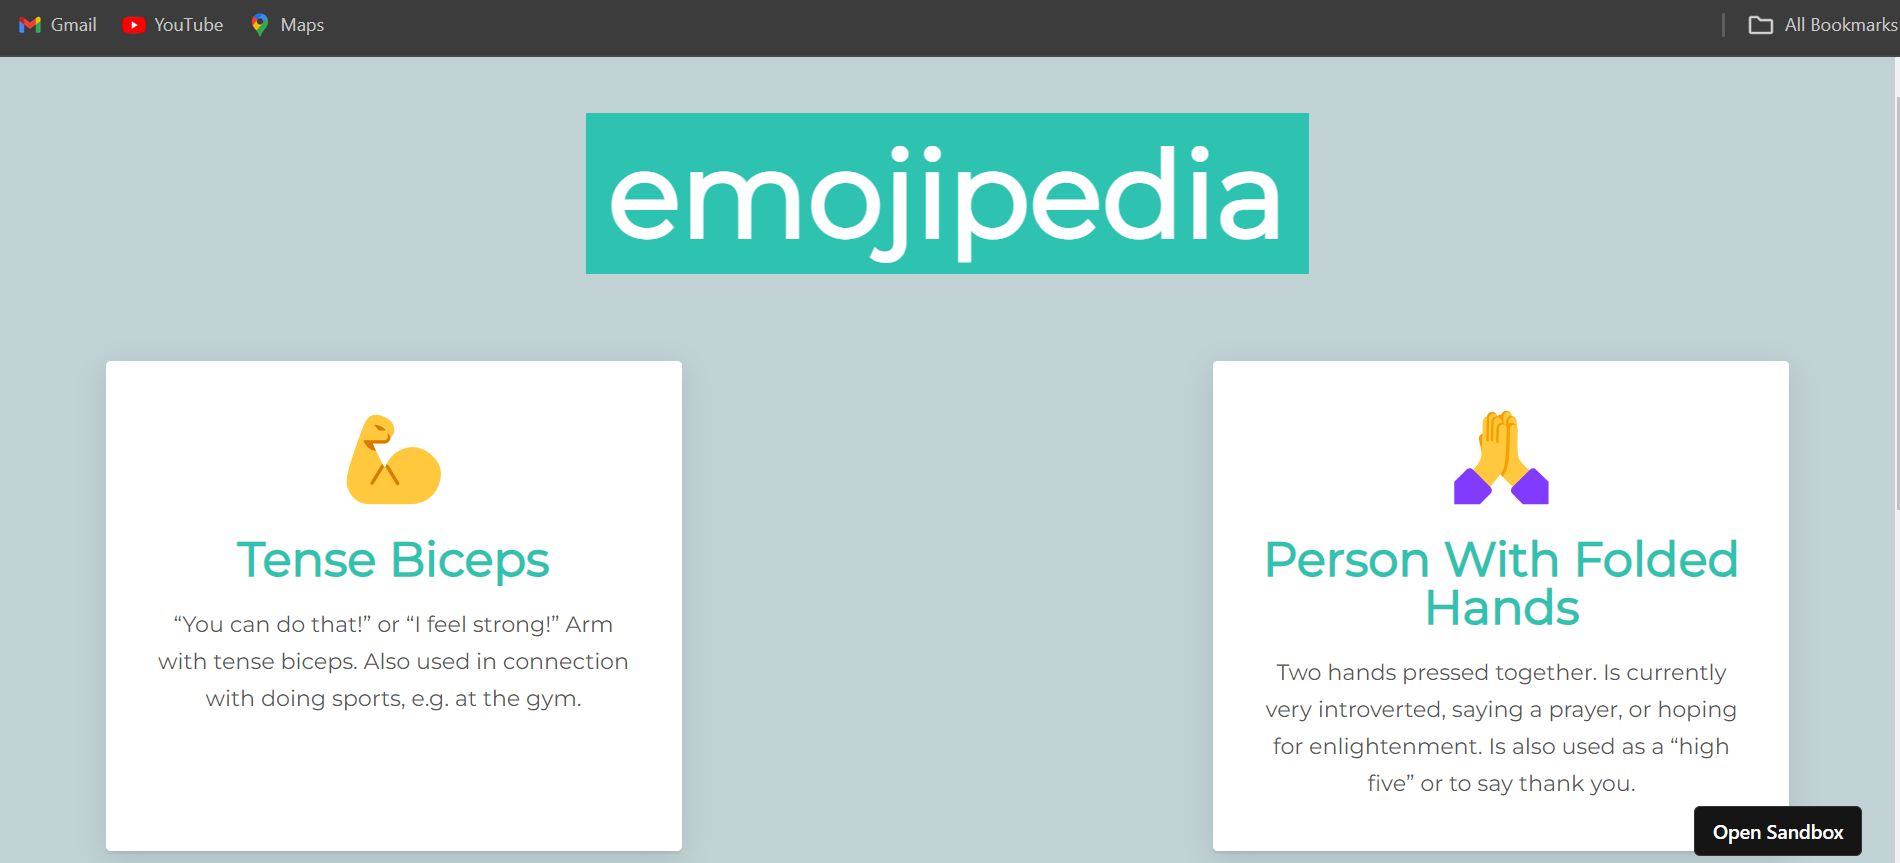 Gmail
YouTube
Maps
All Bookmarks
emojipedia
Tense Biceps
“You can do that!” or “I feel strong!” Arm
with tense biceps. Also used in connection
with doing sports, e.g. at the gym.
Person With Folded
Hands
Two hands pressed together. Is currently
very introverted, saying a prayer, or hoping
for enlightenment. Is also used as a “high
five” or to say thank you.
Open Sandbox